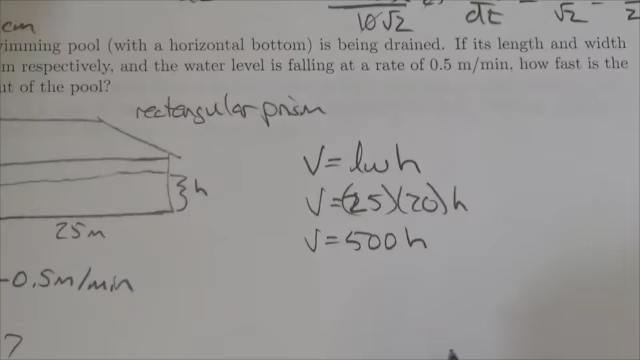 cm
10√2
dt
√2
wimming pool (with a horizontal bottom) is being drained. If its length and width
m respectively, and the water level is falling at a rate of 0.5 m/min, how fast is the
ut of the pool?
rectangular prism
V=lwh
h
V=(25)(20)h
25m
V=500h
-0.5m/min
?